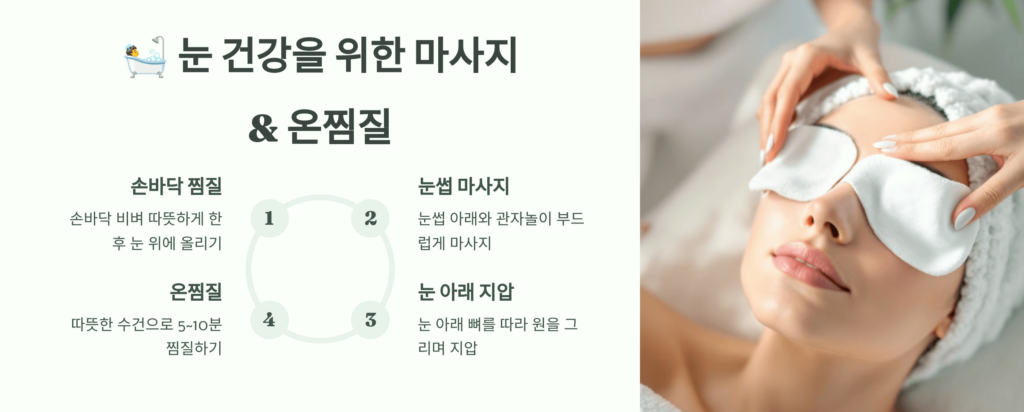 눈 건강을 위한 마사지
& 온찜질
손바닥 찜질
손바닥 비벼 따뜻하게 한
후 눈 위에 올리기
1
2
눈썹 마사지
눈썹 아래와 관자놀이 부드
럽게 마사지
온찜질
따뜻한 수건으로 5~10분
찜질하기
4
3
눈 아래 지압
눈 아래 뼈를 따라 원을 그
리며 지압